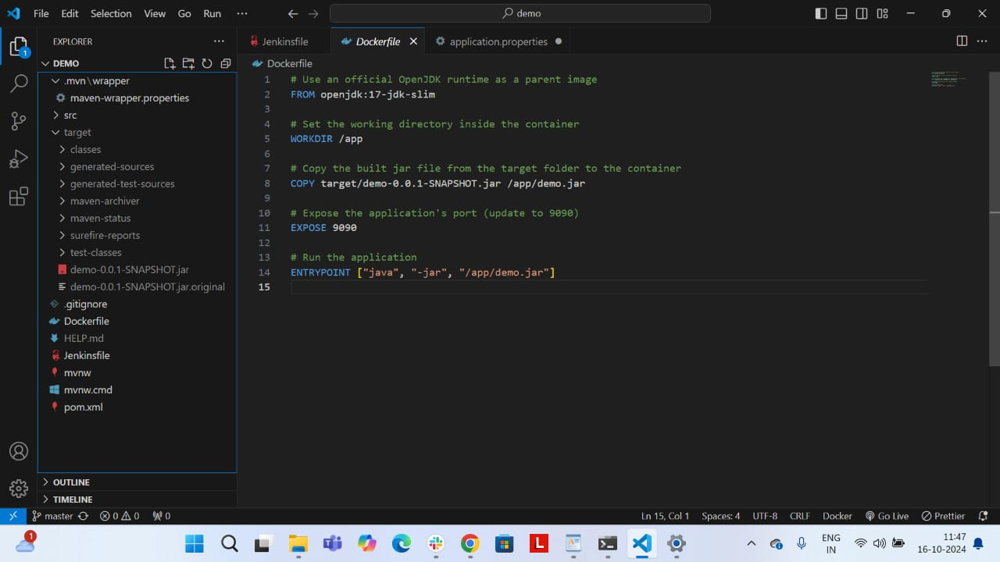 File Edit Selection View Go Run ···
demo
EXPLORER ···
DEMO
.mvn\wrapper
maven-wrapper.properties
src
target
classes
generated-sources
generated-test-sources
maven-archiver
maven-status
surefire-reports
test-classes
demo-0.0.1-SNAPSHOT.jar
demo-0.0.1-SNAPSHOT.jar.original
.gitignore
Dockerfile
HELP.md
Jenkinsfile
mvnw
mvnw.cmd
pom.xml
OUTLINE
TIMELINE
1
Jenkinsfile Dockerfile application.properties
Dockerfile
1 # Use an official OpenJDK runtime as a parent image
2 FROM openjdk:17-jdk-slim
3
4 # Set the working directory inside the container
5 WORKDIR /app
6
7 # Copy the built jar file from the target folder to the container
8 COPY target/demo-0.0.1-SNAPSHOT.jar /app/demo.jar
9
10 # Expose the application's port (update to 9090)
11 EXPOSE 9090
12
13 # Run the application
14 ENTRYPOINT ["java", "-jar", "/app/demo.jar"]
15
master 0 0 0 Ln 15, Col 1 Spaces: 4 UTF-8 CRLF Docker Go Live Prettier
1
L
ENG
IN
11:47
16-10-2024